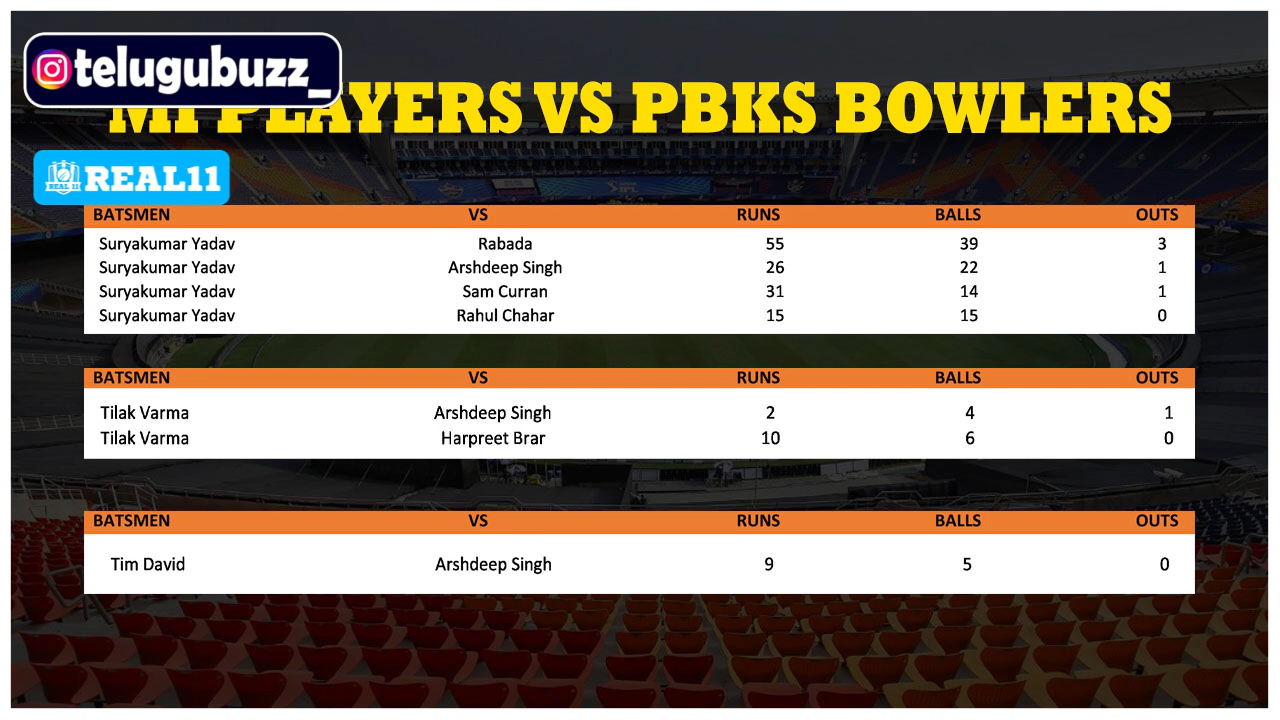 telugubuzz_
MI PLAYERS VS PBKS BOWLERS
REAL 11 REAL11
BATSMEN VS RUNS BALLS OUTS
Suryakumar Yadav Rabada 55 39 3
Suryakumar Yadav Arshdeep Singh 26 22 1
Suryakumar Yadav Sam Curran 31 14 1
Suryakumar Yadav Rahul Chahar 15 15 0
BATSMEN VS RUNS BALLS OUTS
Tilak Varma Arshdeep Singh 2 4 1
Tilak Varma Harpreet Brar 10 6 0
BATSMEN VS RUNS BALLS OUTS
Tim David Arshdeep Singh 9 5 0